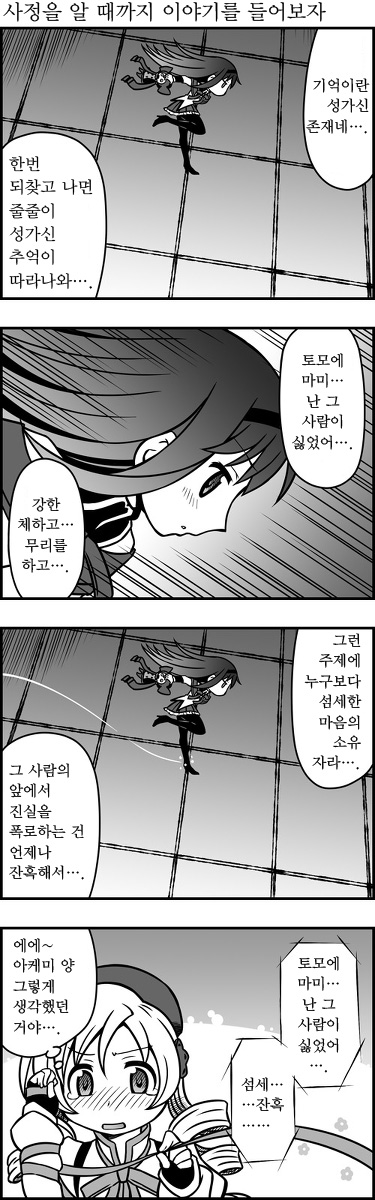 사정을 알 때까지 이야기를 들어보자
기억이란
성가신
존재네….
한번
되찾고 나면
줄줄이
성가신
추억이
따라나와….
토모에
마미…
난 그
사람이
싫었어….
강한
체하고…
무리를
하고….
그런
주제에
누구보다
섬세한
마음의
소유
자라….
그 사람의
앞에서
진실을
폭로하는 건
언제나
잔혹해서….
토모에
마미…
난 그
사람이
싫었어
….
섬세…
…잔혹
……
에에~
아케미 양
그렇게
생각했던
거야….